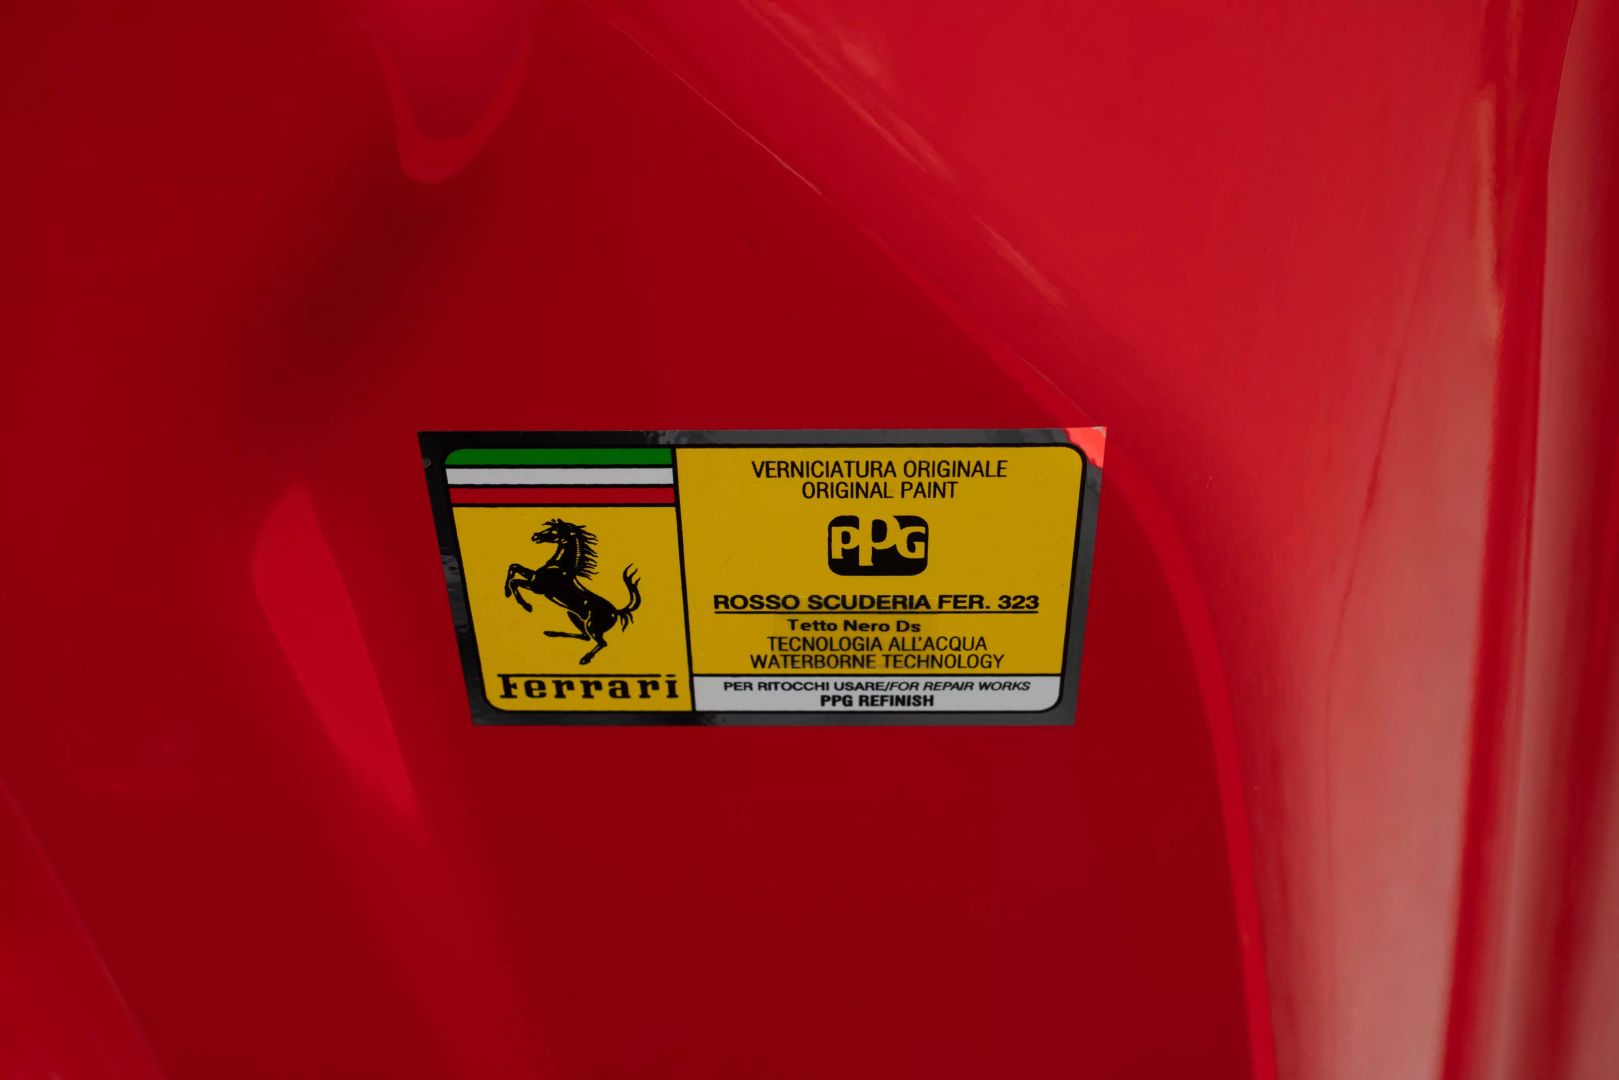 VERNICIATURA ORIGINALE
ORIGINAL PAINT
PPG
ROSSO SCUDERIA FER. 323
Tetto Nero Ds
TECNOLOGIA ALL'ACQUA
WATERBORNE TECHNOLOGY
PER RITOCCHI USARE/FOR REPAIR WORKS
PPG REFINISH
Ferrari